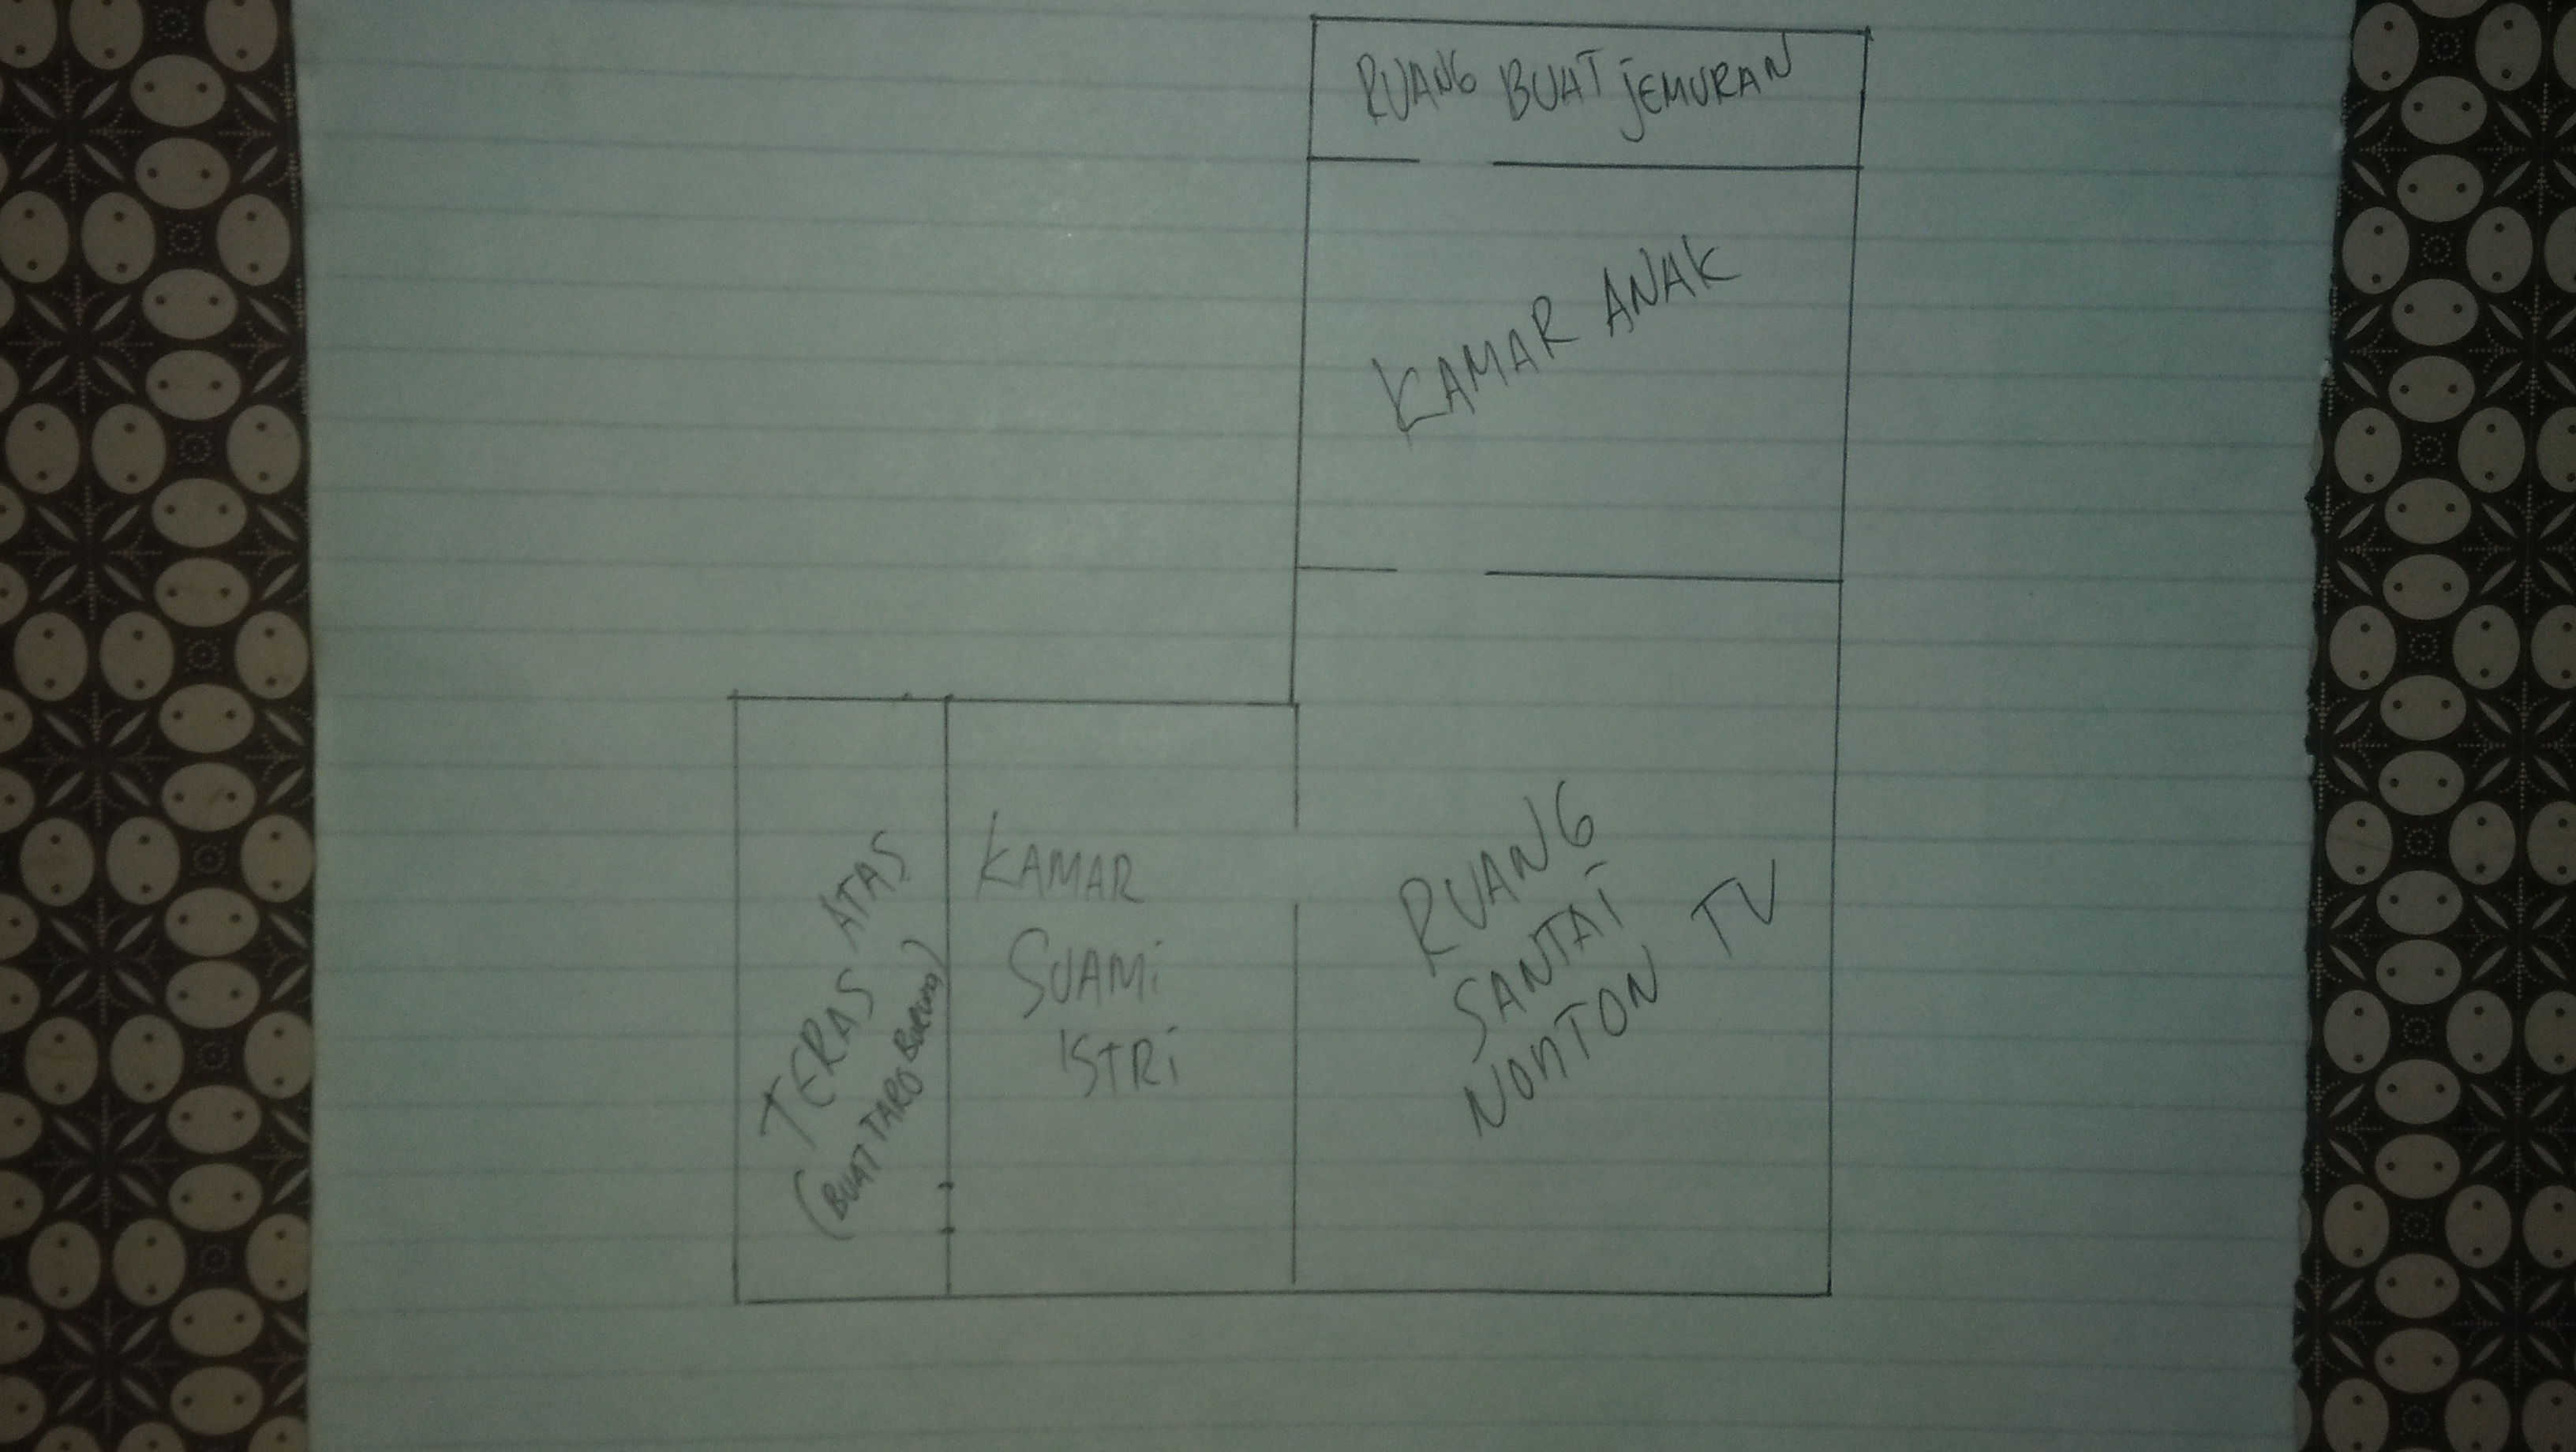 RUANG BUAT JEMURAN
KAMAR ANAK
TERAS ATAS
(BUAT TARO BURUNG)
KAMAR
SUAMI
ISTRI
RUANG
SANTAI
NONTON TV